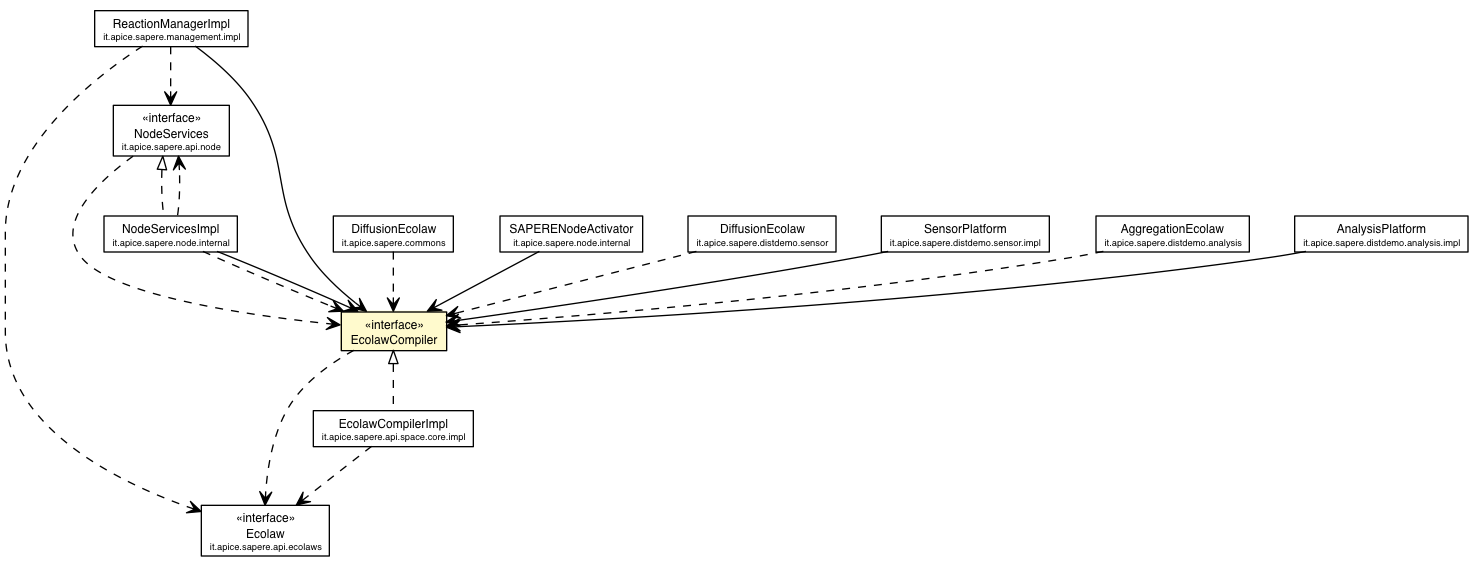 ReactionManagerImpl
it.apice.sapere.management.impl
«interface»
NodeServices
it.apice.sapere.api.node
NodeServicesImpl
it.apice.sapere.node.internal
DiffusionEcolaw
it.apice.sapere.commons
SAPERENodeActivator
it.apice.sapere.node.internal
DiffusionEcolaw
it.apice.sapere.distdemo.sensor
SensorPlatform
it.apice.sapere.distdemo.sensor.impl
AggregationEcolaw
it.apice.sapere.distdemo.analysis
AnalysisPlatform
it.apice.sapere.distdemo.analysis.impl
«interface»
EcolawCompiler
EcolawCompilerImpl
it.apice.sapere.api.space.core.impl
«interface»
Ecolaw
it.apice.sapere.api.ecolaws